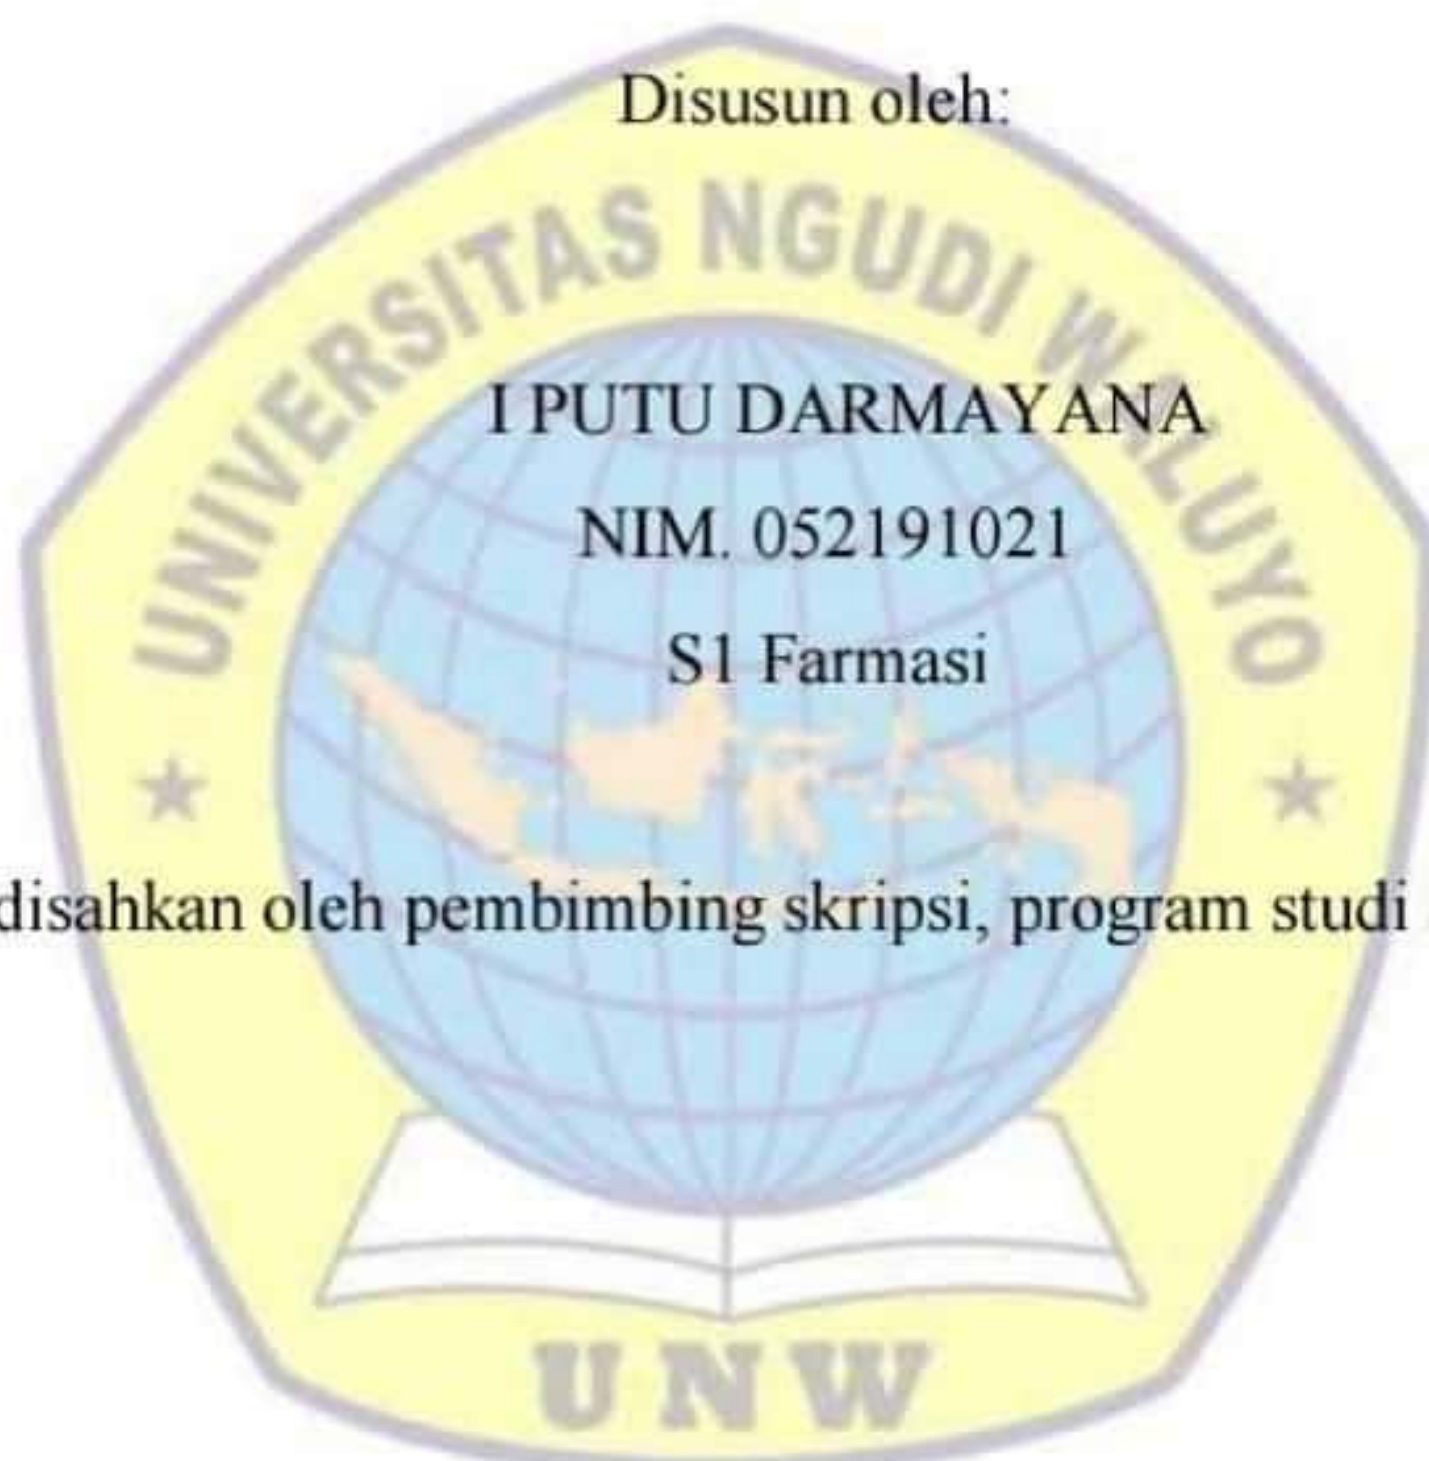 Disusun oleh:
UNIVERSITAS NGUDI WALUYO
I PUTU DARMAYANA
NIM. 052191021
S1 Farmasi
disahkan oleh pembimbing skripsi, program studi
UNW